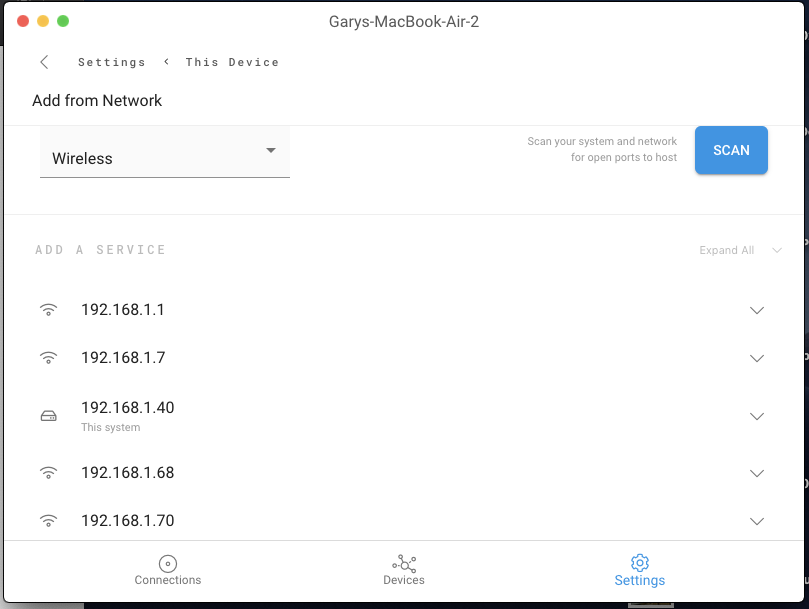 Garys-MacBook-Air-2
Settings < This Device
Add from Network
Wireless
Scan your system and network
for open ports to host
SCAN
ADD A SERVICE
Expand All
192.168.1.1
192.168.1.7
192.168.1.40
This system
192.168.1.68
192.168.1.70
Connections
Devices
Settings